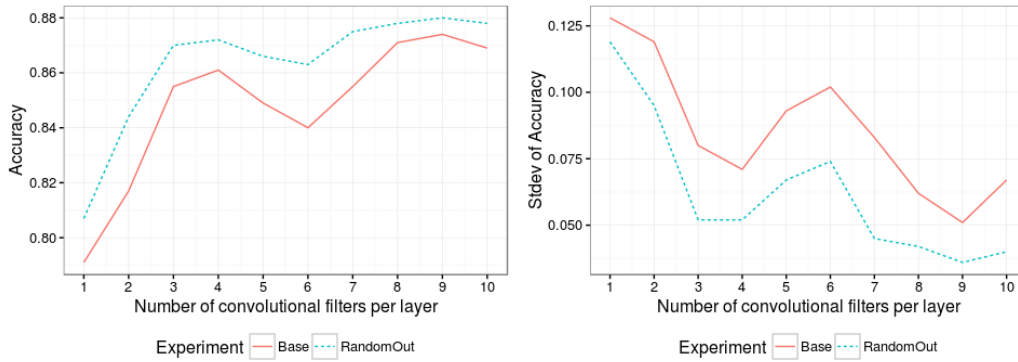 Accuracy
0.88
0.86
0.84
0.82
0.80
1 2 3 4 5 6 7 8 9 10
Number of convolutional filters per layer
Experiment Base RandomOut
Stdev of Accuracy
0.125
0.100
0.075
0.050
1 2 3 4 5 6 7 8 9 10
Number of convolutional filters per layer
Experiment Base RandomOut